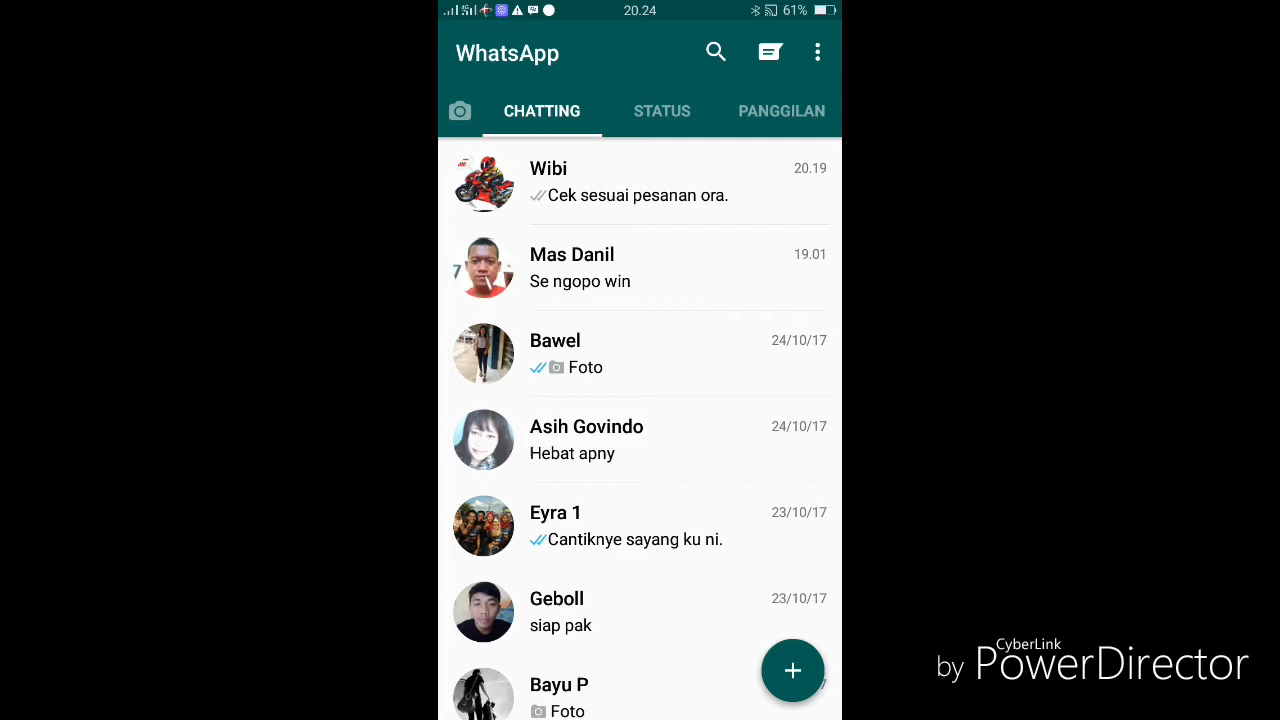 20.24 61%
WhatsApp
CHATTING STATUS PANGGILAN
Wibi 20.19
Cek sesuai pesanan ora.
Mas Danil 19.01
Se ngopo win
Bawel 24/10/17
Foto
Asih Govindo 24/10/17
Hebat apny
Eyra 1 23/10/17
Cantiknye sayang ku ni.
Geboll 23/10/17
siap pak
Bayu P
Foto
CyberLink
by PowerDirector